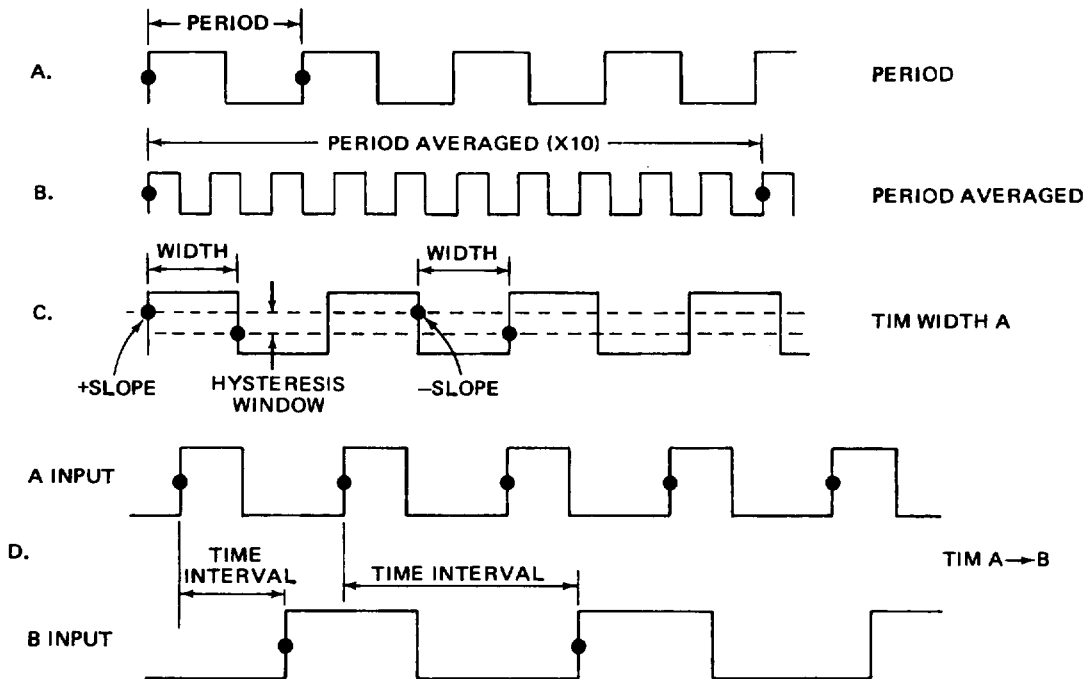 PERIOD
A.
PERIOD
PERIOD AVERAGED (X10)
B.
PERIOD AVERAGED
WIDTH
WIDTH
C.
TIM WIDTH A
+SLOPE
HYSTERESIS
WINDOW
—SLOPE
A INPUT
D.
TIME
INTERVAL
TIME INTERVAL
TIM A→B
B INPUT